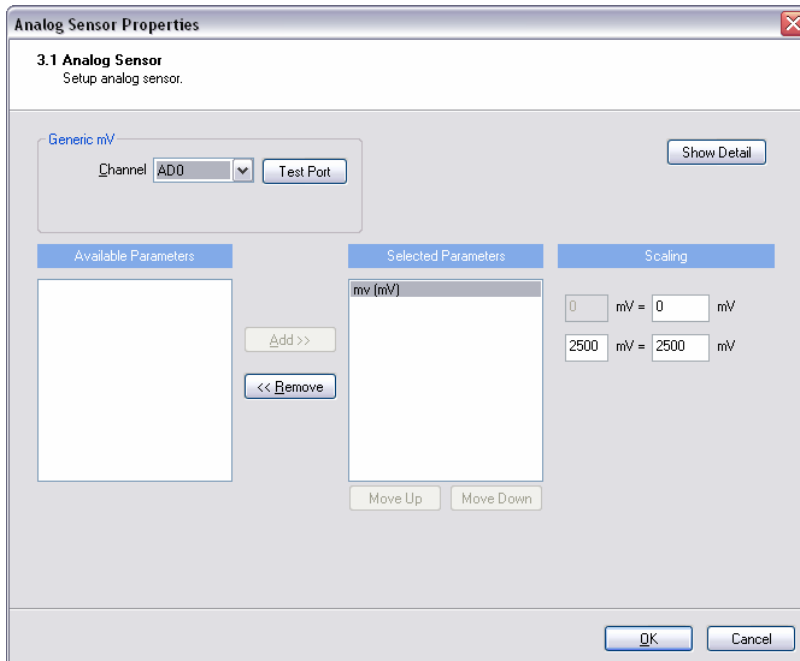 Analog Sensor Properties
3.1 Analog Sensor
Setup analog sensor.
Generic mV
Channel AD0 Test Port
Show Detail
Available Parameters
Selected Parameters
Scaling
mv (mV)
0 mV = 0 mV
2500 mV = 2500 mV
Add >>
<< Remove
Move Up Move Down
OK Cancel